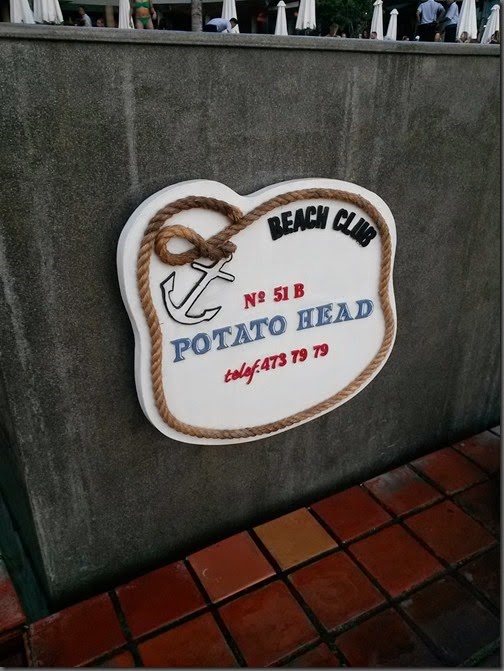 BEACH CLUB
Nº 51 B
POTATO HEAD
telef: 473 79 79